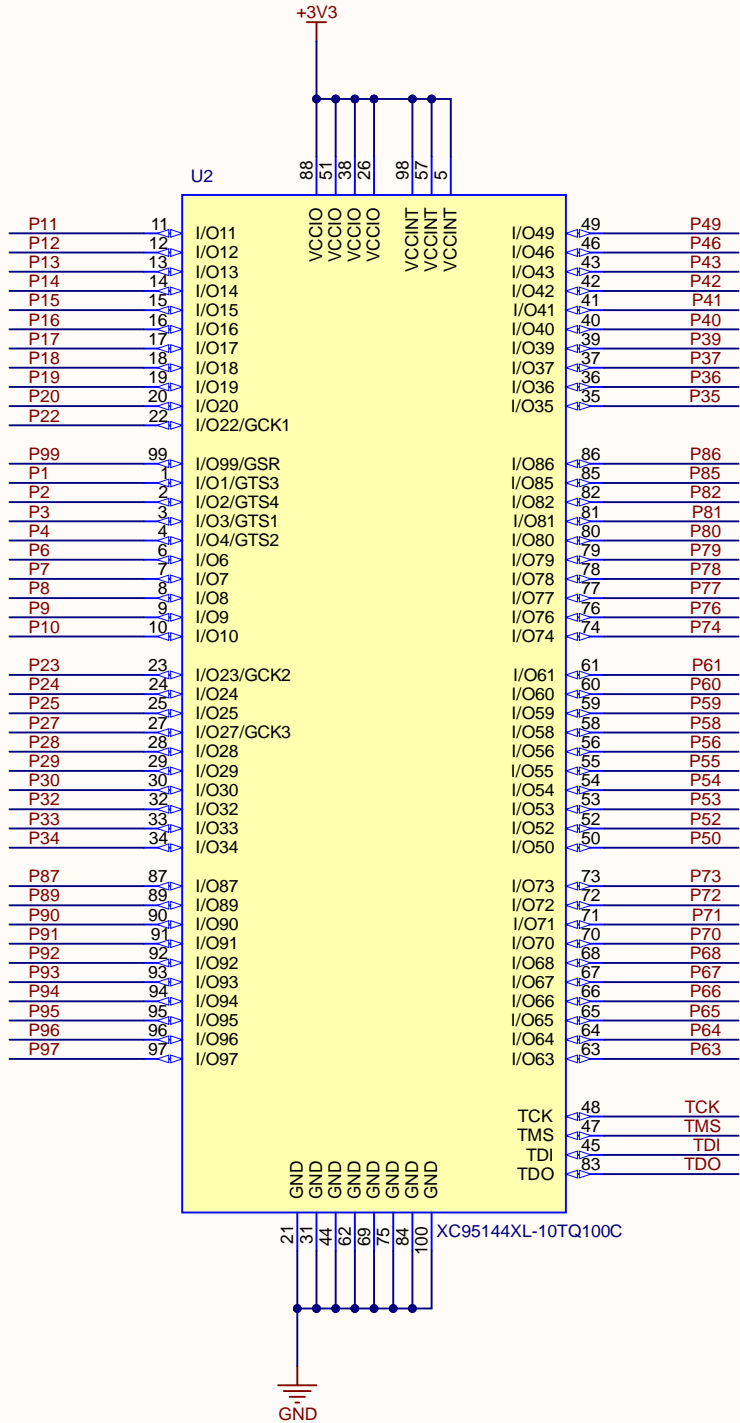 +3V3
U2
88 51 38 26 98 57 5
VCCIO VCCIO VCCIO VCCIO VCCINT VCCINT VCCINT
P11 11 I/O11 I/O49 49 P49
P12 12 I/O12 I/O46 46 P46
P13 13 I/O13 I/O43 43 P43
P14 14 I/O14 I/O42 42 P42
P15 15 I/O15 I/O41 41 P41
P16 16 I/O16 I/O40 40 P40
P17 17 I/O17 I/O39 39 P39
P18 18 I/O18 I/O37 37 P37
P19 19 I/O19 I/O36 36 P36
P20 20 I/O20 I/O35 35 P35
P22 22 I/O22/GCK1
P99 99 I/O99/GSR I/O86 86 P86
P1 1 I/O1/GTS3 I/O85 85 P85
P2 2 I/O2/GTS4 I/O82 82 P82
P3 3 I/O3/GTS1 I/O81 81 P81
P4 4 I/O4/GTS2 I/O80 80 P80
P6 6 I/O6 I/O79 79 P79
P7 7 I/O7 I/O78 78 P78
P8 8 I/O8 I/O77 77 P77
P9 9 I/O9 I/O76 76 P76
P10 10 I/O10 I/O74 74 P74
P23 23 I/O23/GCK2 I/O61 61 P61
P24 24 I/O24 I/O60 60 P60
P25 25 I/O25 I/O59 59 P59
P27 27 I/O27/GCK3 I/O58 58 P58
P28 28 I/O28 I/O56 56 P56
P29 29 I/O29 I/O55 55 P55
P30 30 I/O30 I/O54 54 P54
P32 32 I/O32 I/O53 53 P53
P33 33 I/O33 I/O52 52 P52
P34 34 I/O34 I/O50 50 P50
P87 87 I/O87 I/O73 73 P73
P89 89 I/O89 I/O72 72 P72
P90 90 I/O90 I/O71 71 P71
P91 91 I/O91 I/O70 70 P70
P92 92 I/O92 I/O68 68 P68
P93 93 I/O93 I/O67 67 P67
P94 94 I/O94 I/O66 66 P66
P95 95 I/O95 I/O65 65 P65
P96 96 I/O96 I/O64 64 P64
P97 97 I/O97 I/O63 63 P63
TCK 48 TCK
TMS 47 TMS
TDI 45 TDI
TDO 83 TDO
GND GND GND GND GND GND GND GND
21 31 44 62 69 75 84 100
XC95144XL-10TQ100C
GND